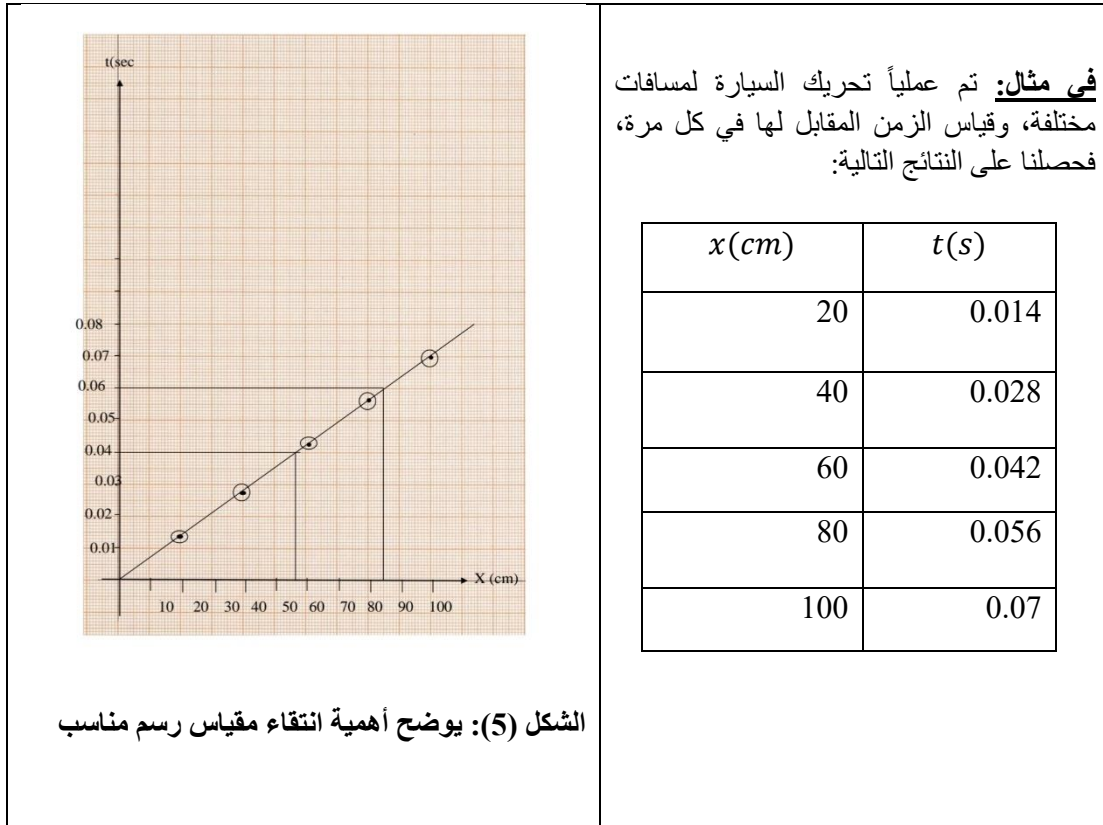 في مثال: تم عملياً تحريك السيارة لمسافات
مختلفة، وقياس الزمن المقابل لها في كل مرة،
فحصلنا على النتائج التالية:
x(cm) t(s)
20 0.014
40 0.028
60 0.042
80 0.056
100 0.07
t(sec
0.08
0.07
0.06
0.05
0.04
0.03
0.02
0.01
X (cm)
10 20 30 40 50 60 70 80 90 100
الشكل (5): يوضح أهمية انتقاء مقياس رسم مناسب